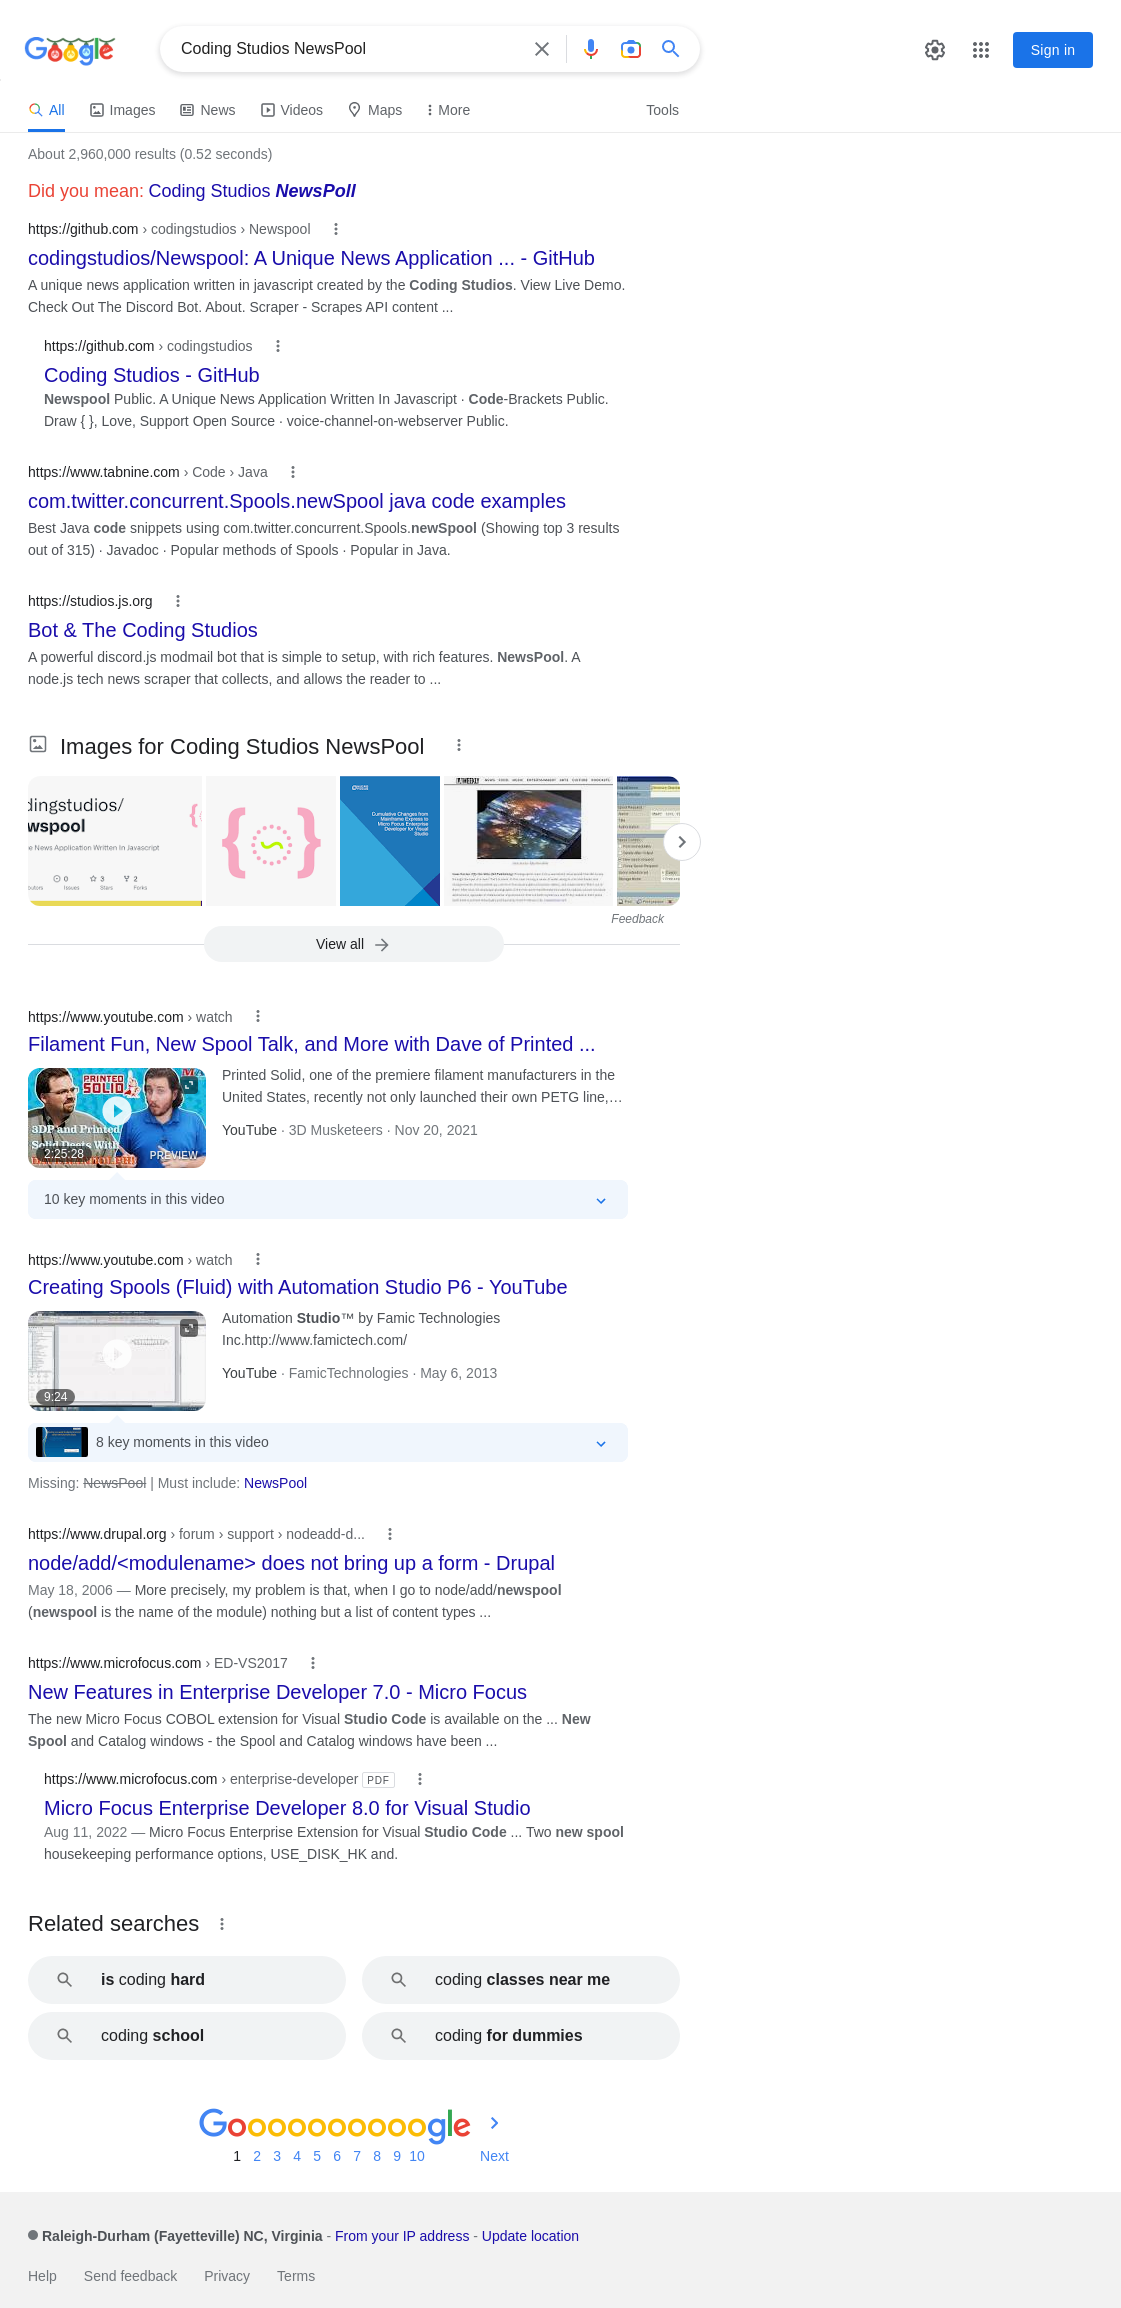 Google
Coding Studios NewsPool
Sign in
All
Images
News
Videos
Maps
More
Tools
About 2,960,000 results (0.52 seconds)
Did you mean: Coding Studios NewsPoll
https://github.com › codingstudios › Newspool
codingstudios/Newspool: A Unique News Application ... - GitHub
A unique news application written in javascript created by the Coding Studios. View Live Demo.
Check Out The Discord Bot. About. Scraper - Scrapes API content ...
https://github.com › codingstudios
Coding Studios - GitHub
Newspool Public. A Unique News Application Written In Javascript · Code-Brackets Public.
Draw { }, Love, Support Open Source · voice-channel-on-webserver Public.
https://www.tabnine.com › Code › Java
com.twitter.concurrent.Spools.newSpool java code examples
Best Java code snippets using com.twitter.concurrent.Spools.newSpool (Showing top 3 results
out of 315) · Javadoc · Popular methods of Spools · Popular in Java.
https://studios.js.org
Bot & The Coding Studios
A powerful discord.js modmail bot that is simple to setup, with rich features. NewsPool. A
node.js tech news scraper that collects, and allows the reader to ...
Images for Coding Studios NewsPool
dingstudios/
wspool
e News Application Written In Javascript
0
3
2
Issues
Stars
Forks
Cumulative Changes from
Mainframe Express to
Micro Focus Enterprise
Developer for Visual
Studio
Feedback
View all
https://www.youtube.com › watch
Filament Fun, New Spool Talk, and More with Dave of Printed ...
PRINTED
SOLID
3DP and Printed
Solid Deets With
2:25:28
PREVIEW
Printed Solid, one of the premiere filament manufacturers in the
United States, recently not only launched their own PETG line,...
YouTube · 3D Musketeers · Nov 20, 2021
10 key moments in this video
https://www.youtube.com › watch
Creating Spools (Fluid) with Automation Studio P6 - YouTube
9:24
Automation Studio™ by Famic Technologies
Inc.http://www.famictech.com/
YouTube · FamicTechnologies · May 6, 2013
8 key moments in this video
Missing: NewsPool | Must include: NewsPool
https://www.drupal.org › forum › support › nodeadd-d...
node/add/<modulename> does not bring up a form - Drupal
May 18, 2006 — More precisely, my problem is that, when I go to node/add/newspool
(newspool is the name of the module) nothing but a list of content types ...
https://www.microfocus.com › ED-VS2017
New Features in Enterprise Developer 7.0 - Micro Focus
The new Micro Focus COBOL extension for Visual Studio Code is available on the ... New
Spool and Catalog windows - the Spool and Catalog windows have been ...
https://www.microfocus.com › enterprise-developer PDF
Micro Focus Enterprise Developer 8.0 for Visual Studio
Aug 11, 2022 — Micro Focus Enterprise Extension for Visual Studio Code ... Two new spool
housekeeping performance options, USE_DISK_HK and.
Related searches
is coding hard
coding classes near me
coding school
coding for dummies
Goooooooooogle
1 2 3 4 5 6 7 8 9 10 Next
Raleigh-Durham (Fayetteville) NC, Virginia - From your IP address - Update location
Help Send feedback Privacy Terms